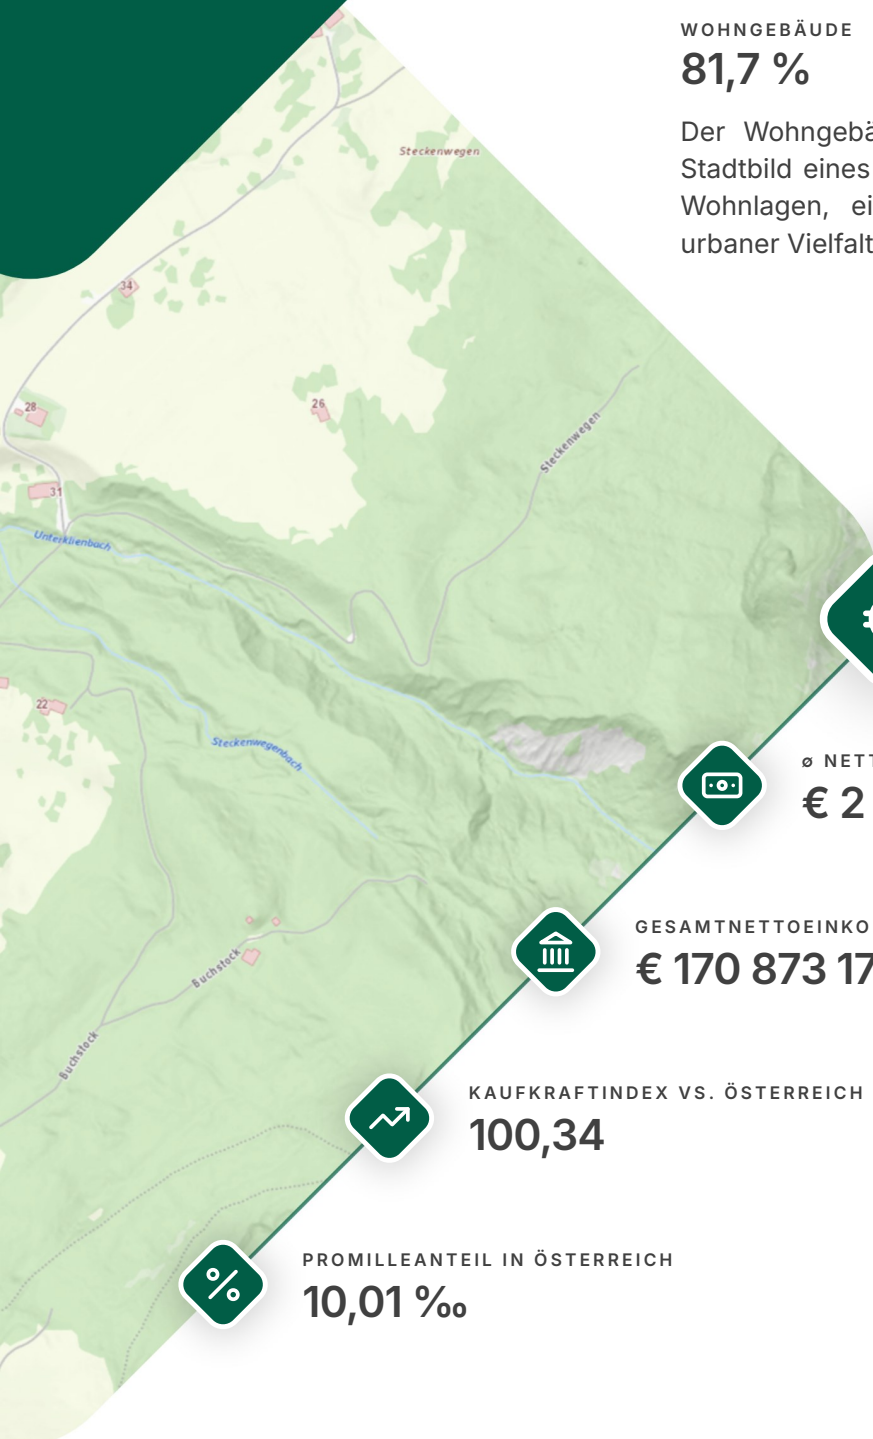 WOHNGEBÄUDE
81,7 %
Der Wohngebä
Stadtbild eines
Wohnlagen, ei
urbaner Vielfalt
Steckenwegen
34
28
26
Steckenwegen
31
Unterklienbach
22
Steckenwegenbach
ø NETT
€ 2
GESAMTNETTOEINKO
€ 170 873 17
Buchstock
Buchstock
KAUFKRAFTINDEX VS. ÖSTERREICH
100,34
PROMILLEANTEIL IN ÖSTERREICH
10,01 ‰